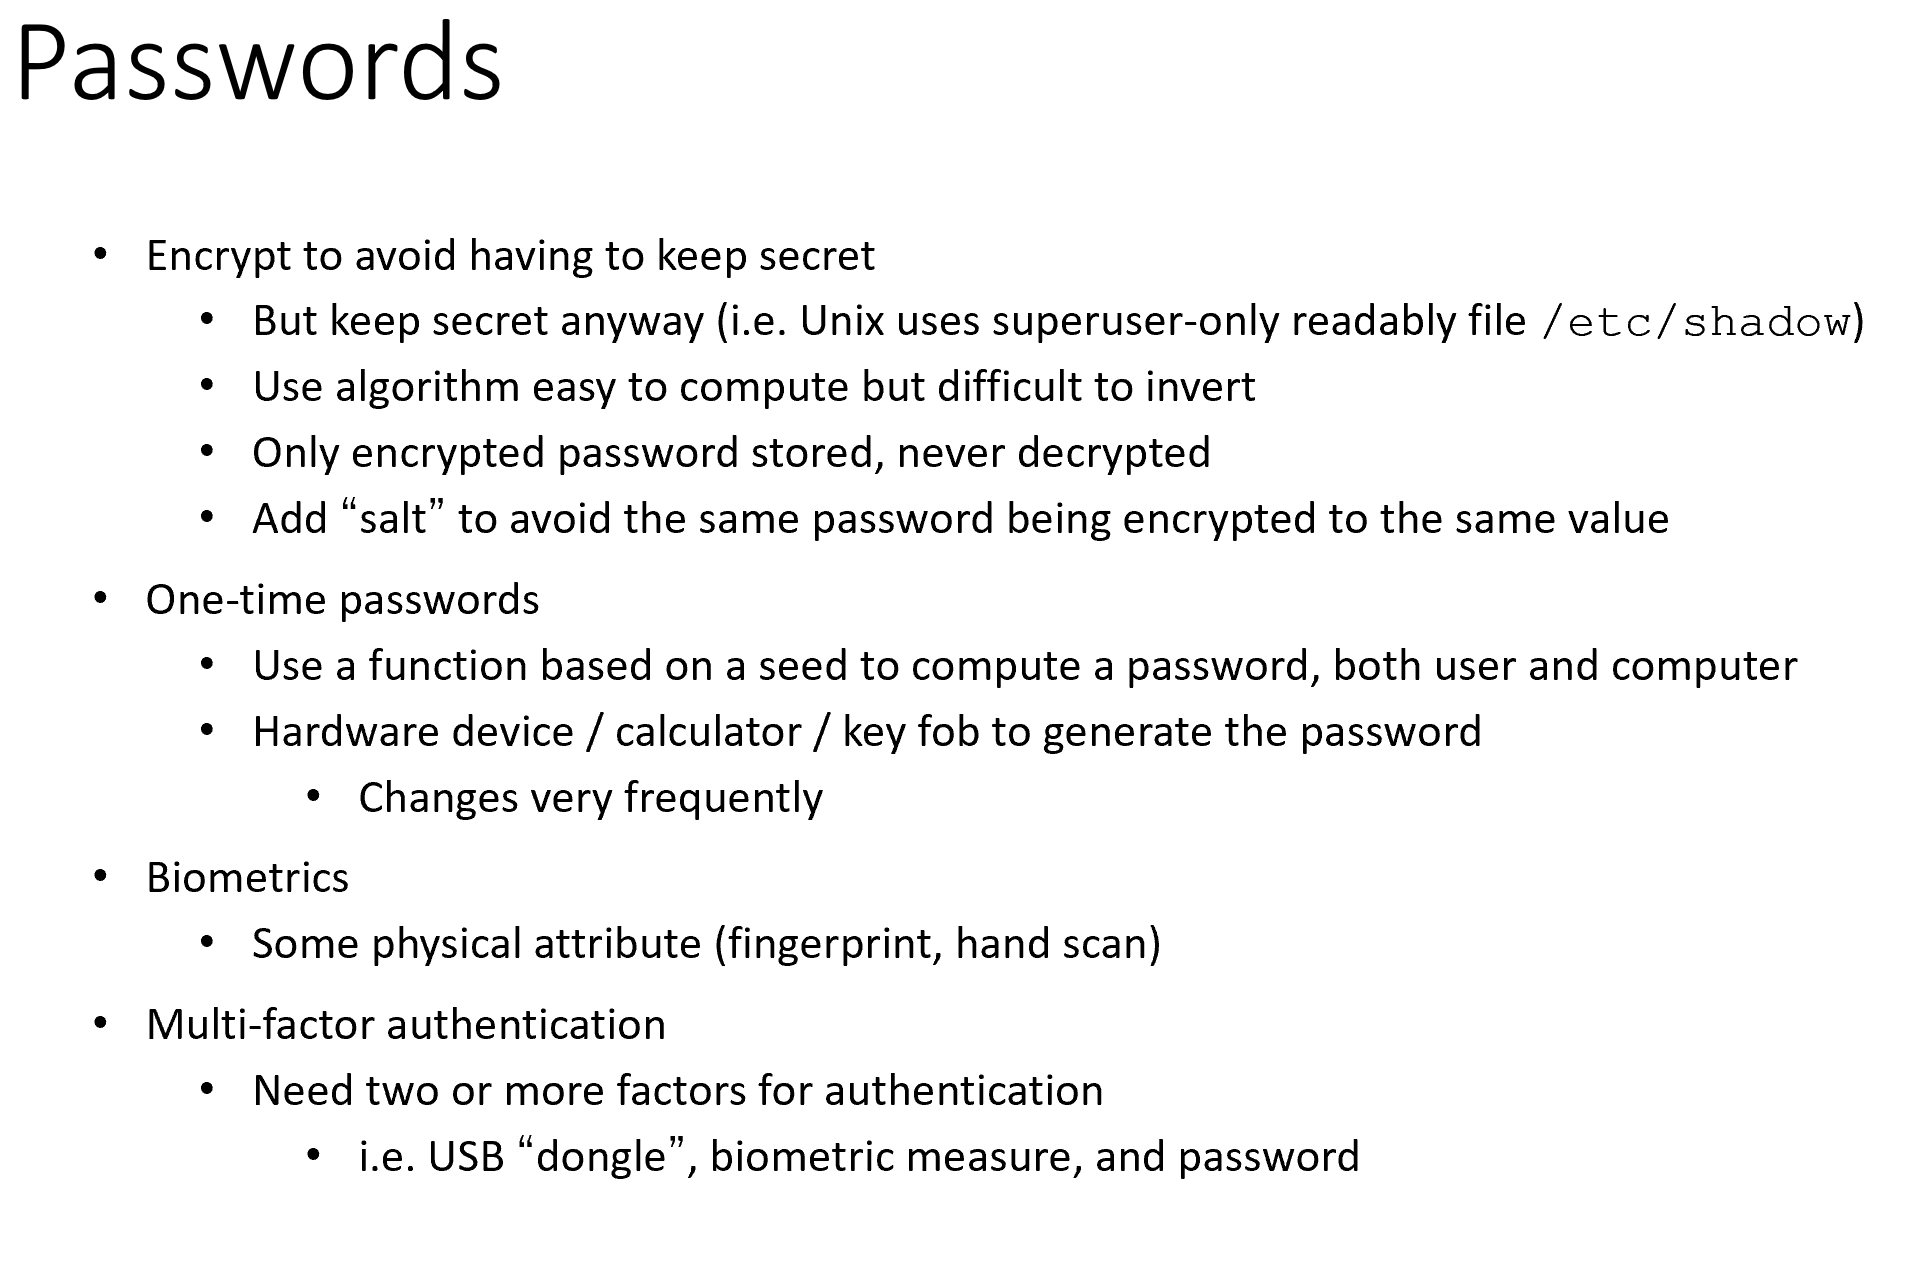 Passwords
• Encrypt to avoid having to keep secret
• But keep secret anyway (i.e. Unix uses superuser-only readably file /etc/shadow)
• Use algorithm easy to compute but difficult to invert
• Only encrypted password stored, never decrypted
• Add “salt” to avoid the same password being encrypted to the same value
• One-time passwords
• Use a function based on a seed to compute a password, both user and computer
• Hardware device / calculator / key fob to generate the password
• Changes very frequently
• Biometrics
• Some physical attribute (fingerprint, hand scan)
• Multi-factor authentication
• Need two or more factors for authentication
• i.e. USB “dongle”, biometric measure, and password